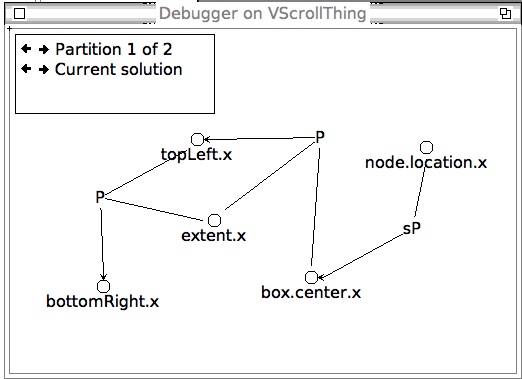 Debugger on VScrollThing
Partition 1 of 2
Current solution
P
topLeft.x
node.location.x
P
extent.x
sP
bottomRight.x
box.center.x